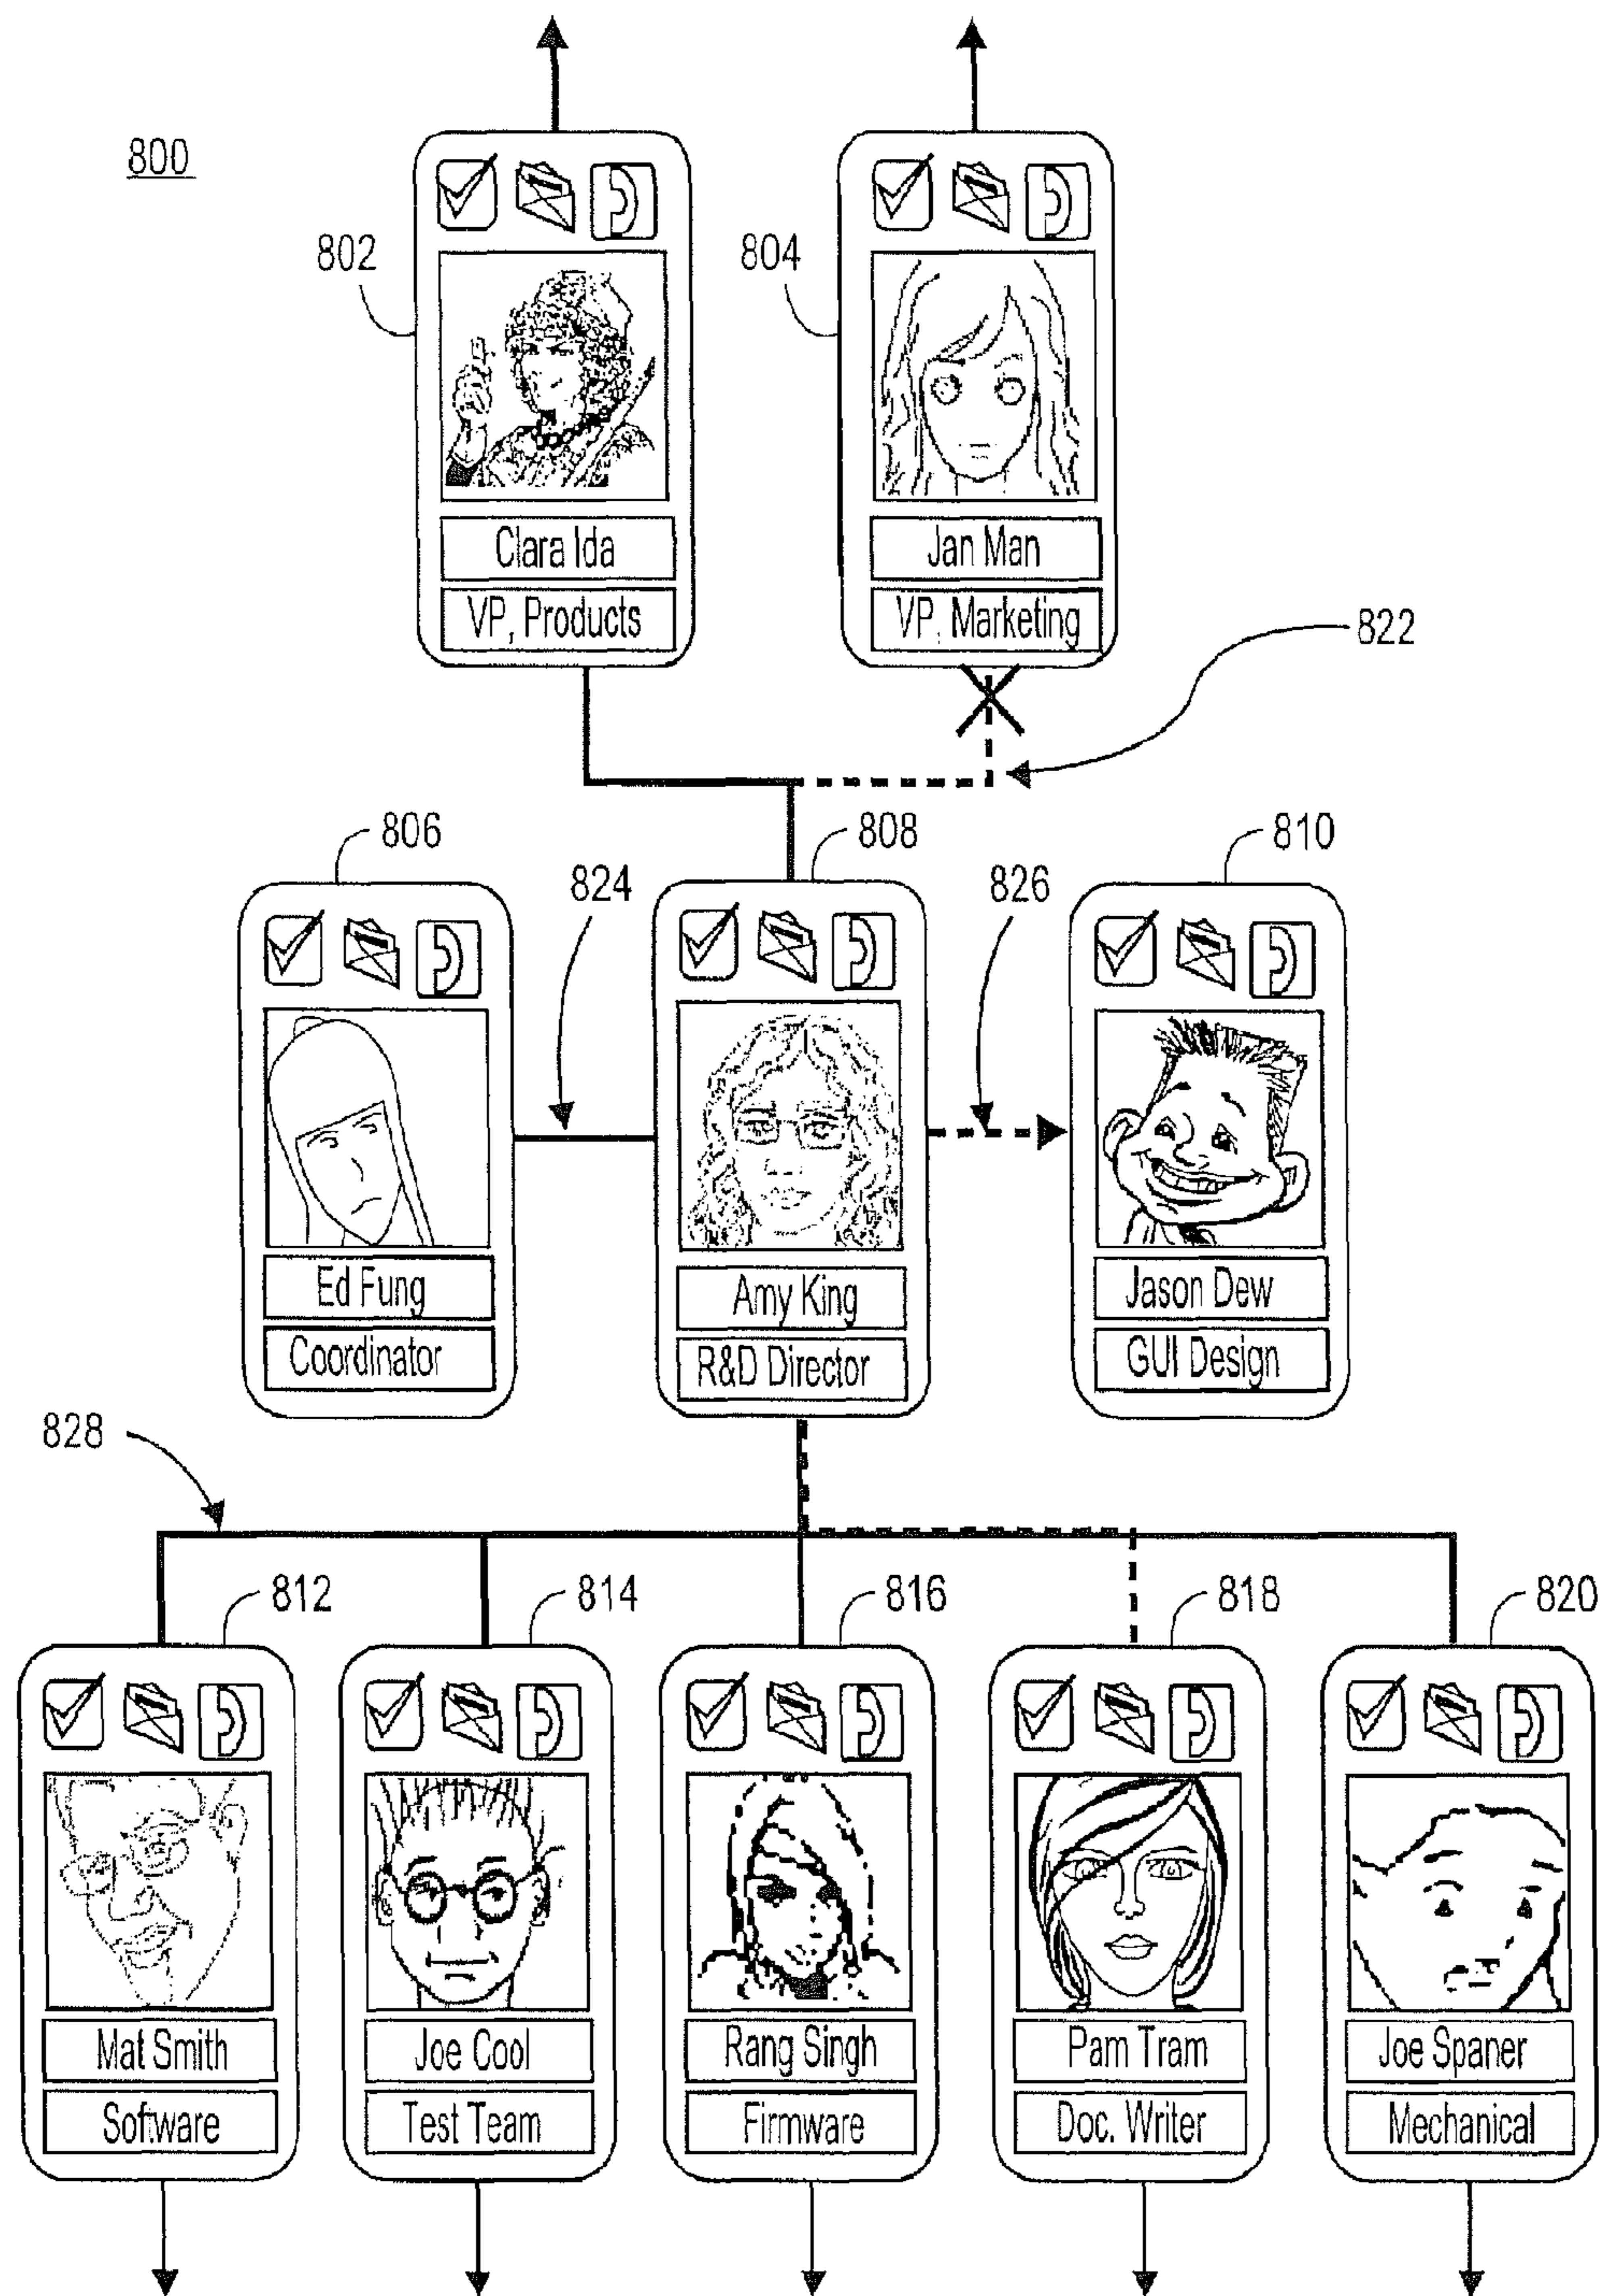 800
802
804
Clara Ida
Jan Man
VP, Products
VP, Marketing
822
806
808
810
824
826
Ed Fung
Amy King
Jason Dew
Coordinator
R&D Director
GUI Design
828
812
814
816
818
820
Mat Smith
Joe Cool
Rang Singh
Pam Tram
Joe Spaner
Software
Test Team
Firmware
Doc. Writer
Mechanical